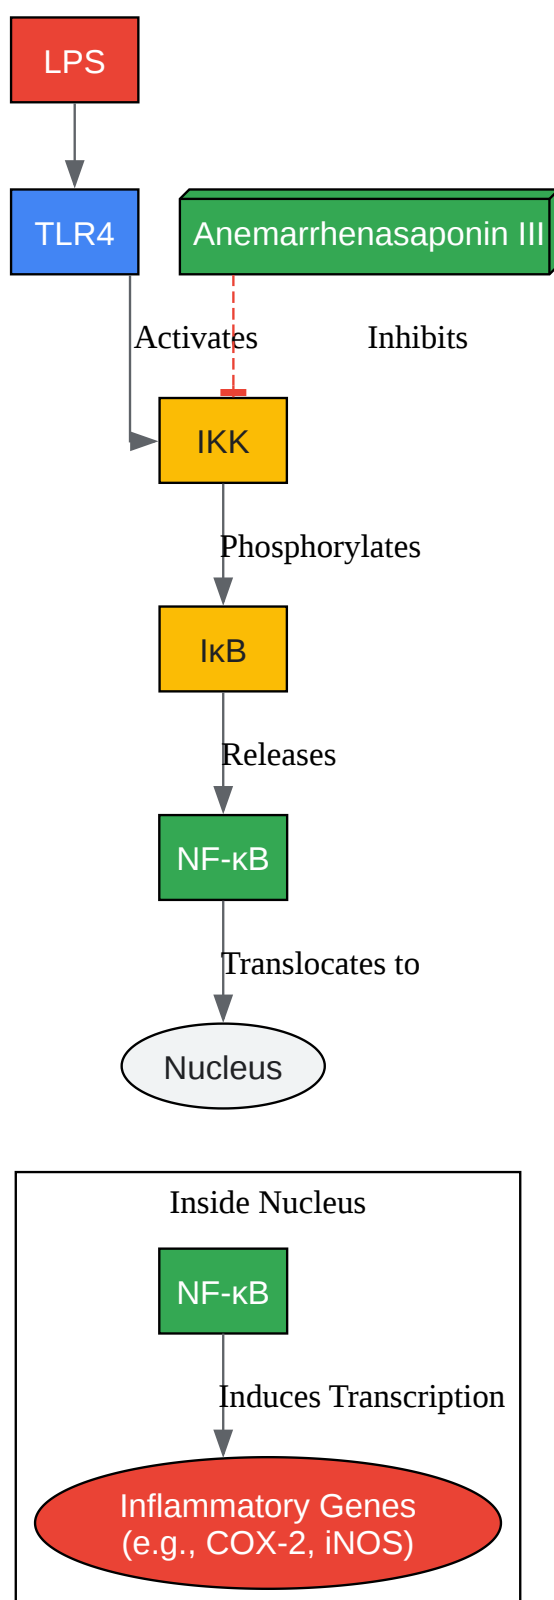 LPS
TLR4
Anemarrhenasaponin III
Activates
Inhibits
IKK
Phosphorylates
IκB
Releases
NF-κB
Translocates to
Nucleus
Inside Nucleus
NF-κB
Induces Transcription
Inflammatory Genes
(e.g., COX-2, iNOS)